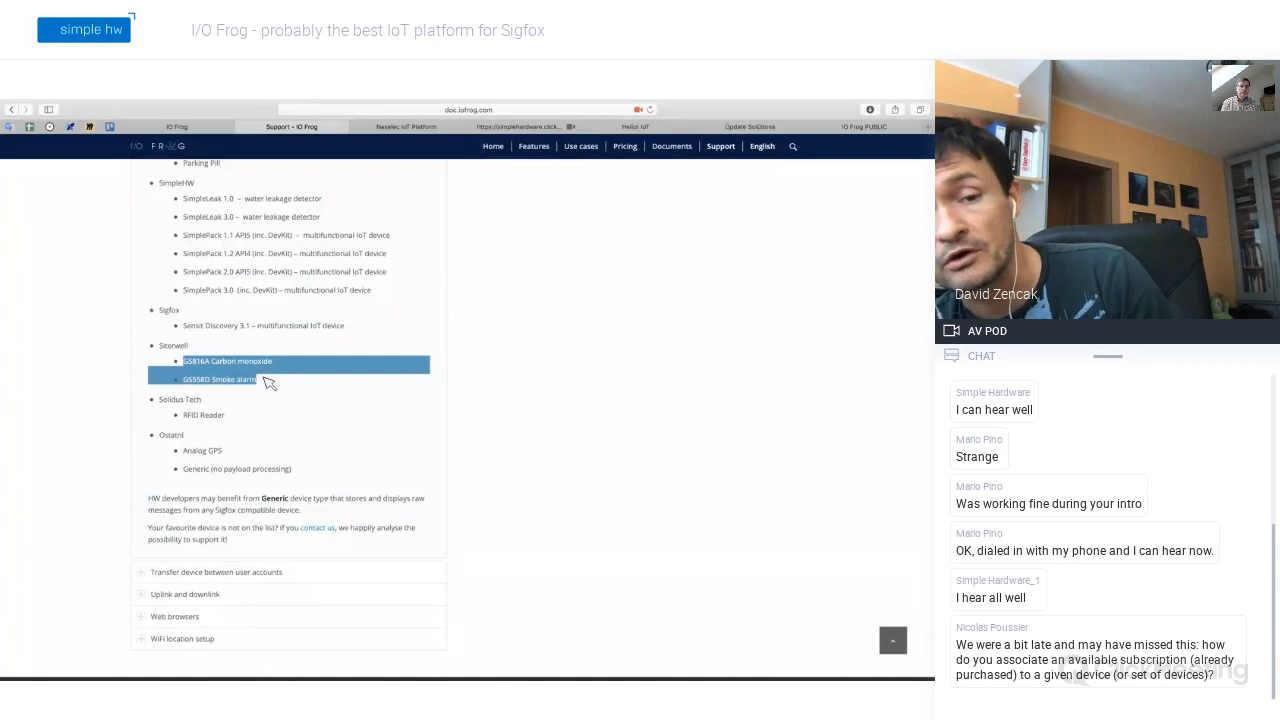 simple hw
I/O Frog - probably the best IoT platform for Sigfox
doc.iofrog.com
IO Frog
Support – IO Frog
Neselec IoT Platform
https://simplehardware.click...
Helio! IoT
Update Solutions
IO Frog PUBLIC
I/O FROG
Home | Features | Use cases | Pricing | Documents | Support | English
Parking Pill
SimpleHW
SimpleLeak 1.0 – water leakage detector
SimpleLeak 3.0 – water leakage detector
SimplePack 1.1 API5 (inc. DevKit) - multifunctional IoT device
SimplePack 1.2 API4 (inc. DevKit) – multifunctional IoT device
SimplePack 2.0 API5 (inc. DevKit) – multifunctional IoT device
SimplePack 3.0 (inc. DevKit) – multifunctional IoT device
Sigfox
Sensit Discovery 3.1 – multifunctional IoT device
Siterwell
GS816A Carbon monoxide
GS558D Smoke alarm
Solidus Tech
RFID Reader
Ostatní
Analog GPS
Generic (no payload processing)
HW developers may benefit from Generic device type that stores and displays raw
messages from any Sigfox compatible device.
Your favourite device is not on the list? If you contact us, we happily analyse the
possibility to support it!
Transfer device between user accounts
Uplink and downlink
Web browsers
WiFi location setup
David Zencak
AV POD
CHAT
Simple Hardware
I can hear well
Mario Pino
Strange
Mario Pino
Was working fine during your intro
Mario Pino
OK, dialed in with my phone and I can hear now.
Simple Hardware_1
I hear all well
Nicolas Poussier
We were a bit late and may have missed this: how
do you associate an available subscription (already
purchased) to a given device (or set of devices)?
ClickMeeting